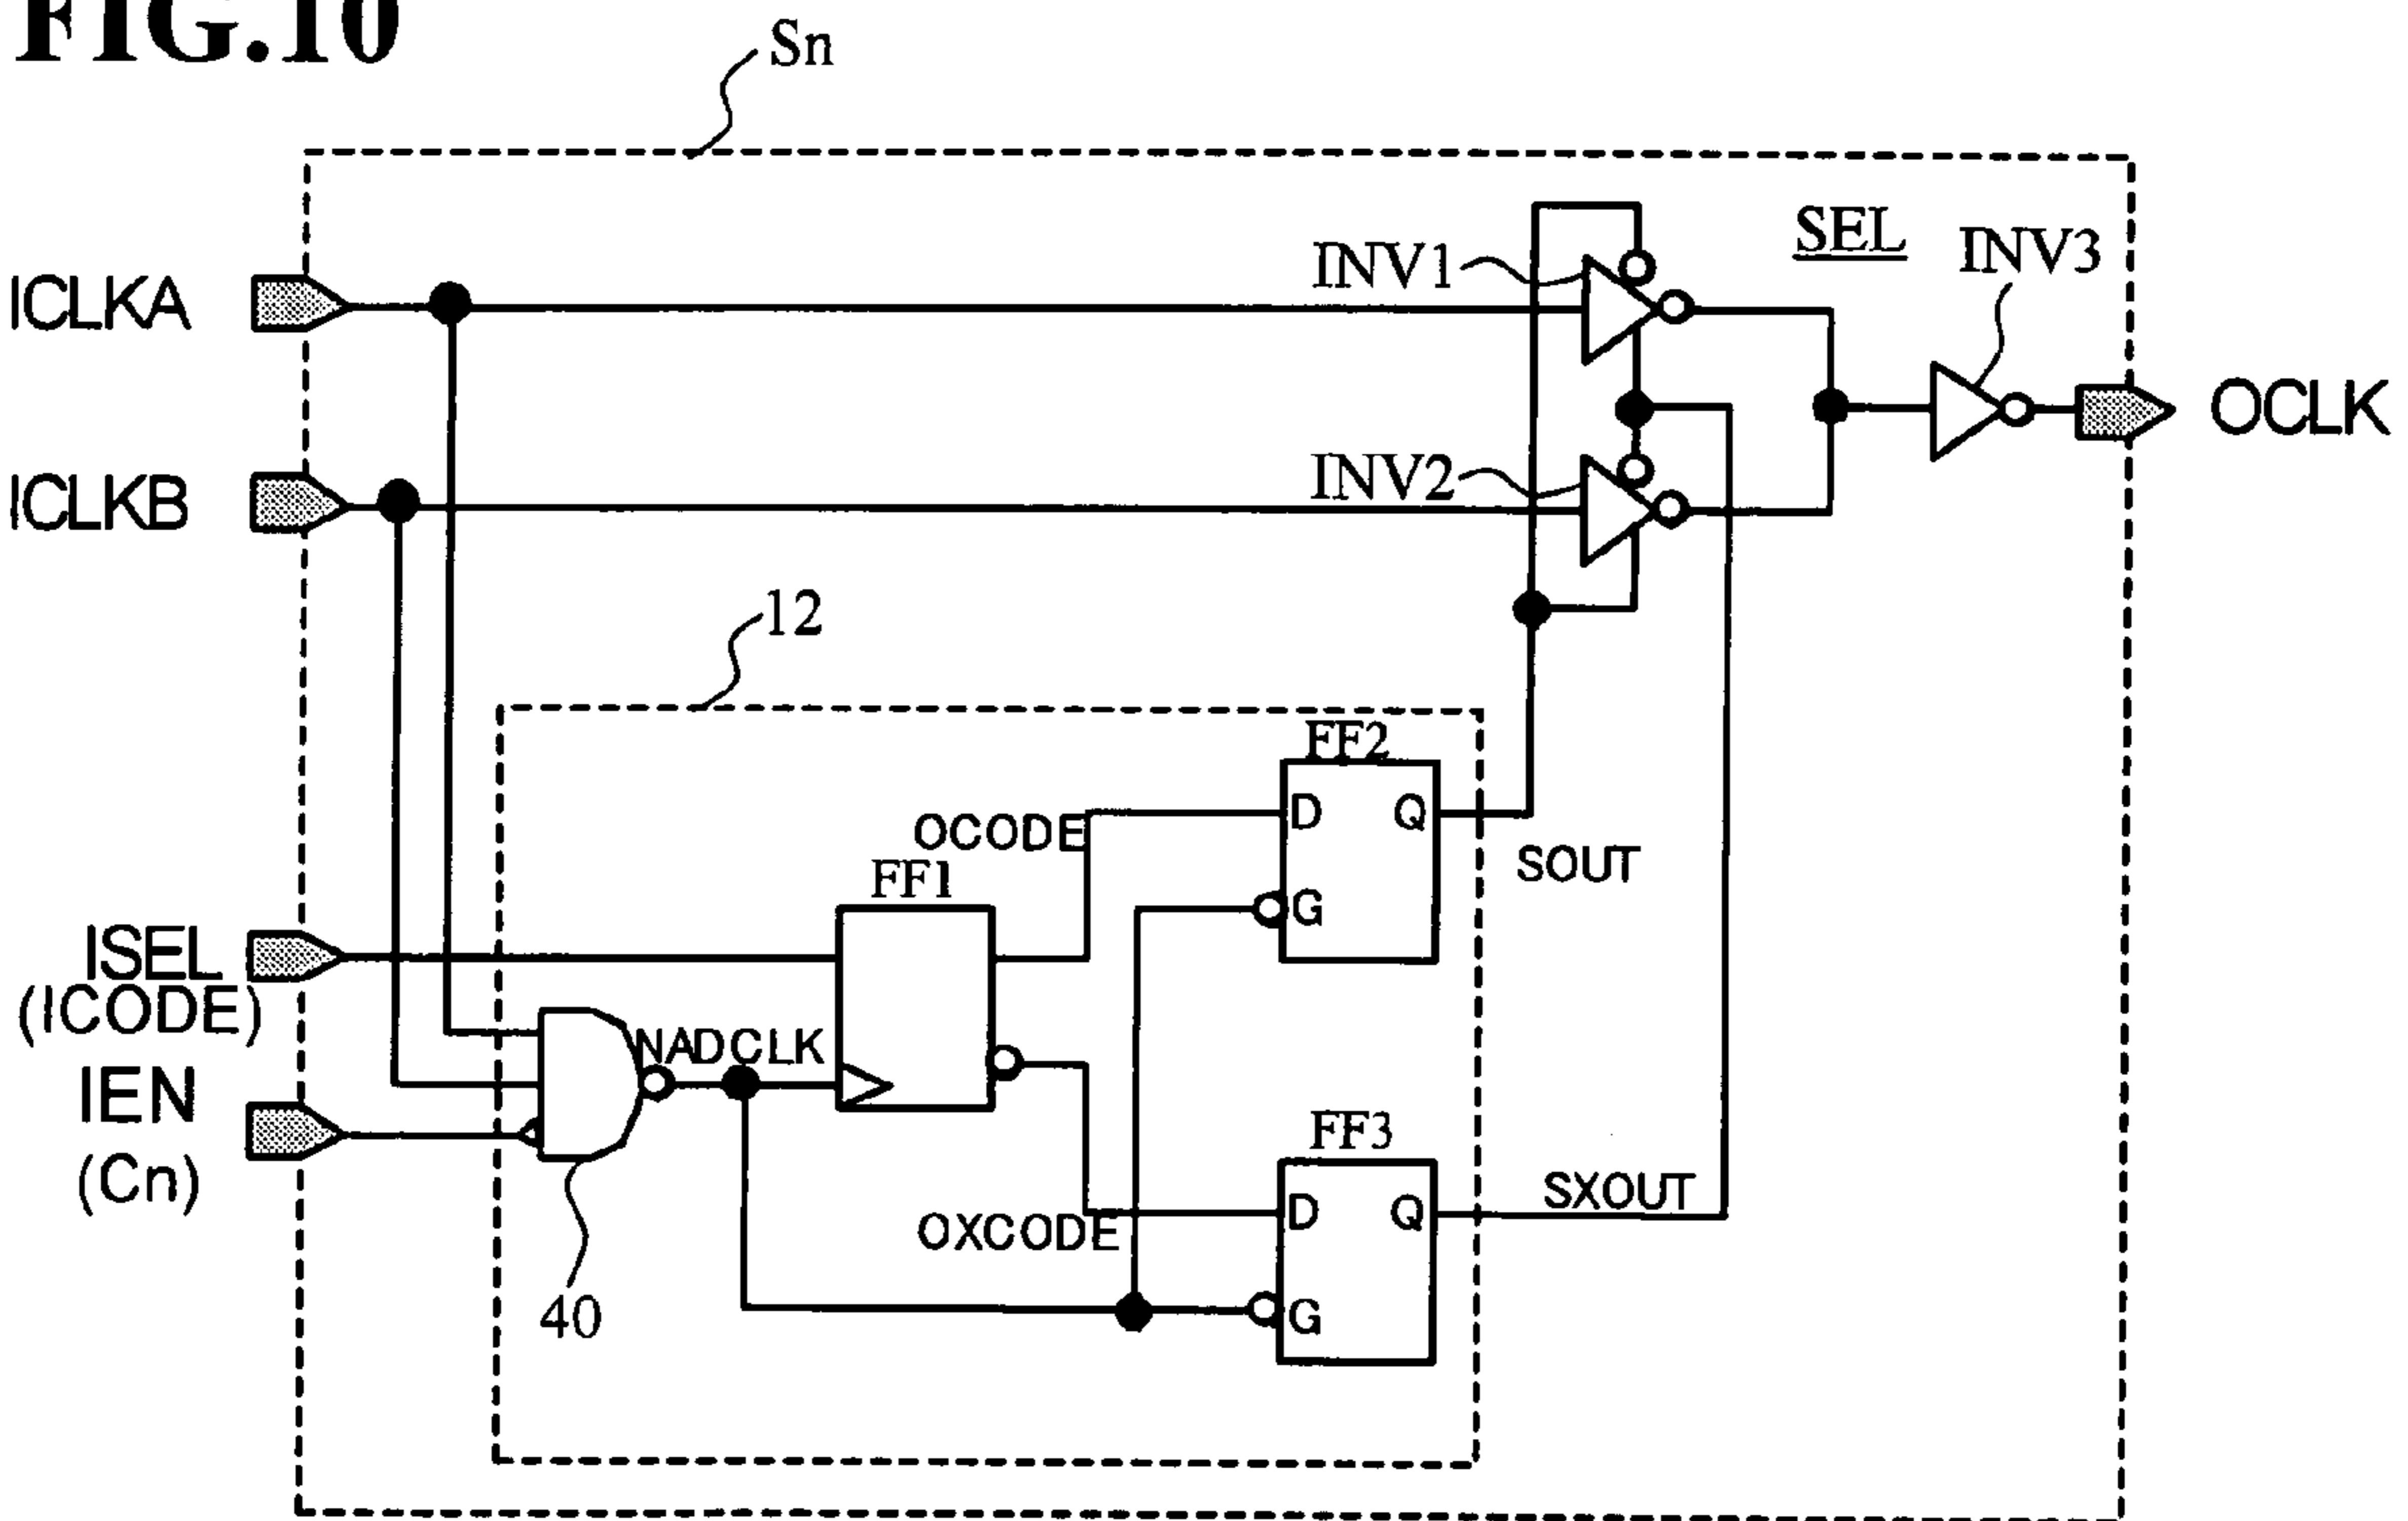 FIG.10
Sn
SEL
INV1
INV3
ICLKA
OCLK
ICLKB
INV2
12
FF2
D Q
OCODE
FF1
SOUT
G
ISEL
(ICODE)
NADCLK
IEN
(Cn)
FF3
SXOUT
D Q
OXCODE
G
40